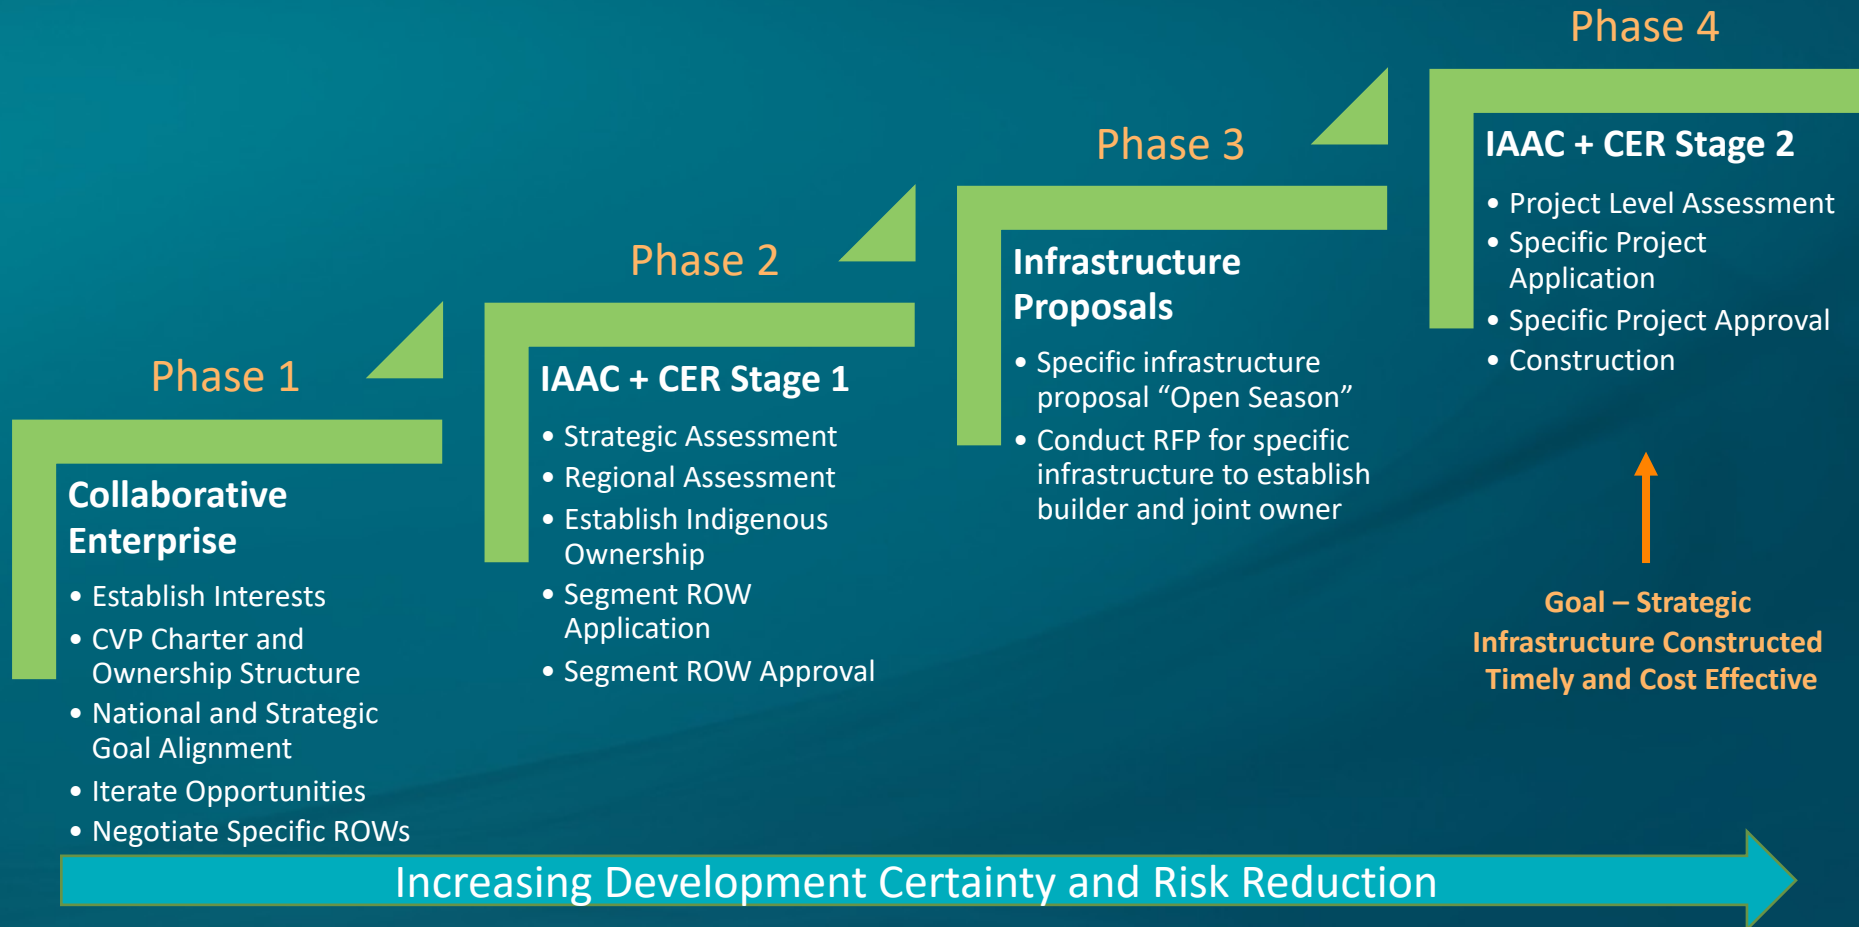 Phase 1
Collaborative
Enterprise
• Establish Interests
• CVP Charter and
Ownership Structure
• National and Strategic
Goal Alignment
• Iterate Opportunities
• Negotiate Specific ROWs
Phase 2
IAAC + CER Stage 1
• Strategic Assessment
• Regional Assessment
• Establish Indigenous
Ownership
• Segment ROW
Application
• Segment ROW Approval
Phase 3
Infrastructure
Proposals
• Specific infrastructure
proposal “Open Season”
• Conduct RFP for specific
infrastructure to establish
builder and joint owner
Phase 4
IAAC + CER Stage 2
• Project Level Assessment
• Specific Project
Application
• Specific Project Approval
• Construction
Goal – Strategic
Infrastructure Constructed
Timely and Cost Effective
Increasing Development Certainty and Risk Reduction